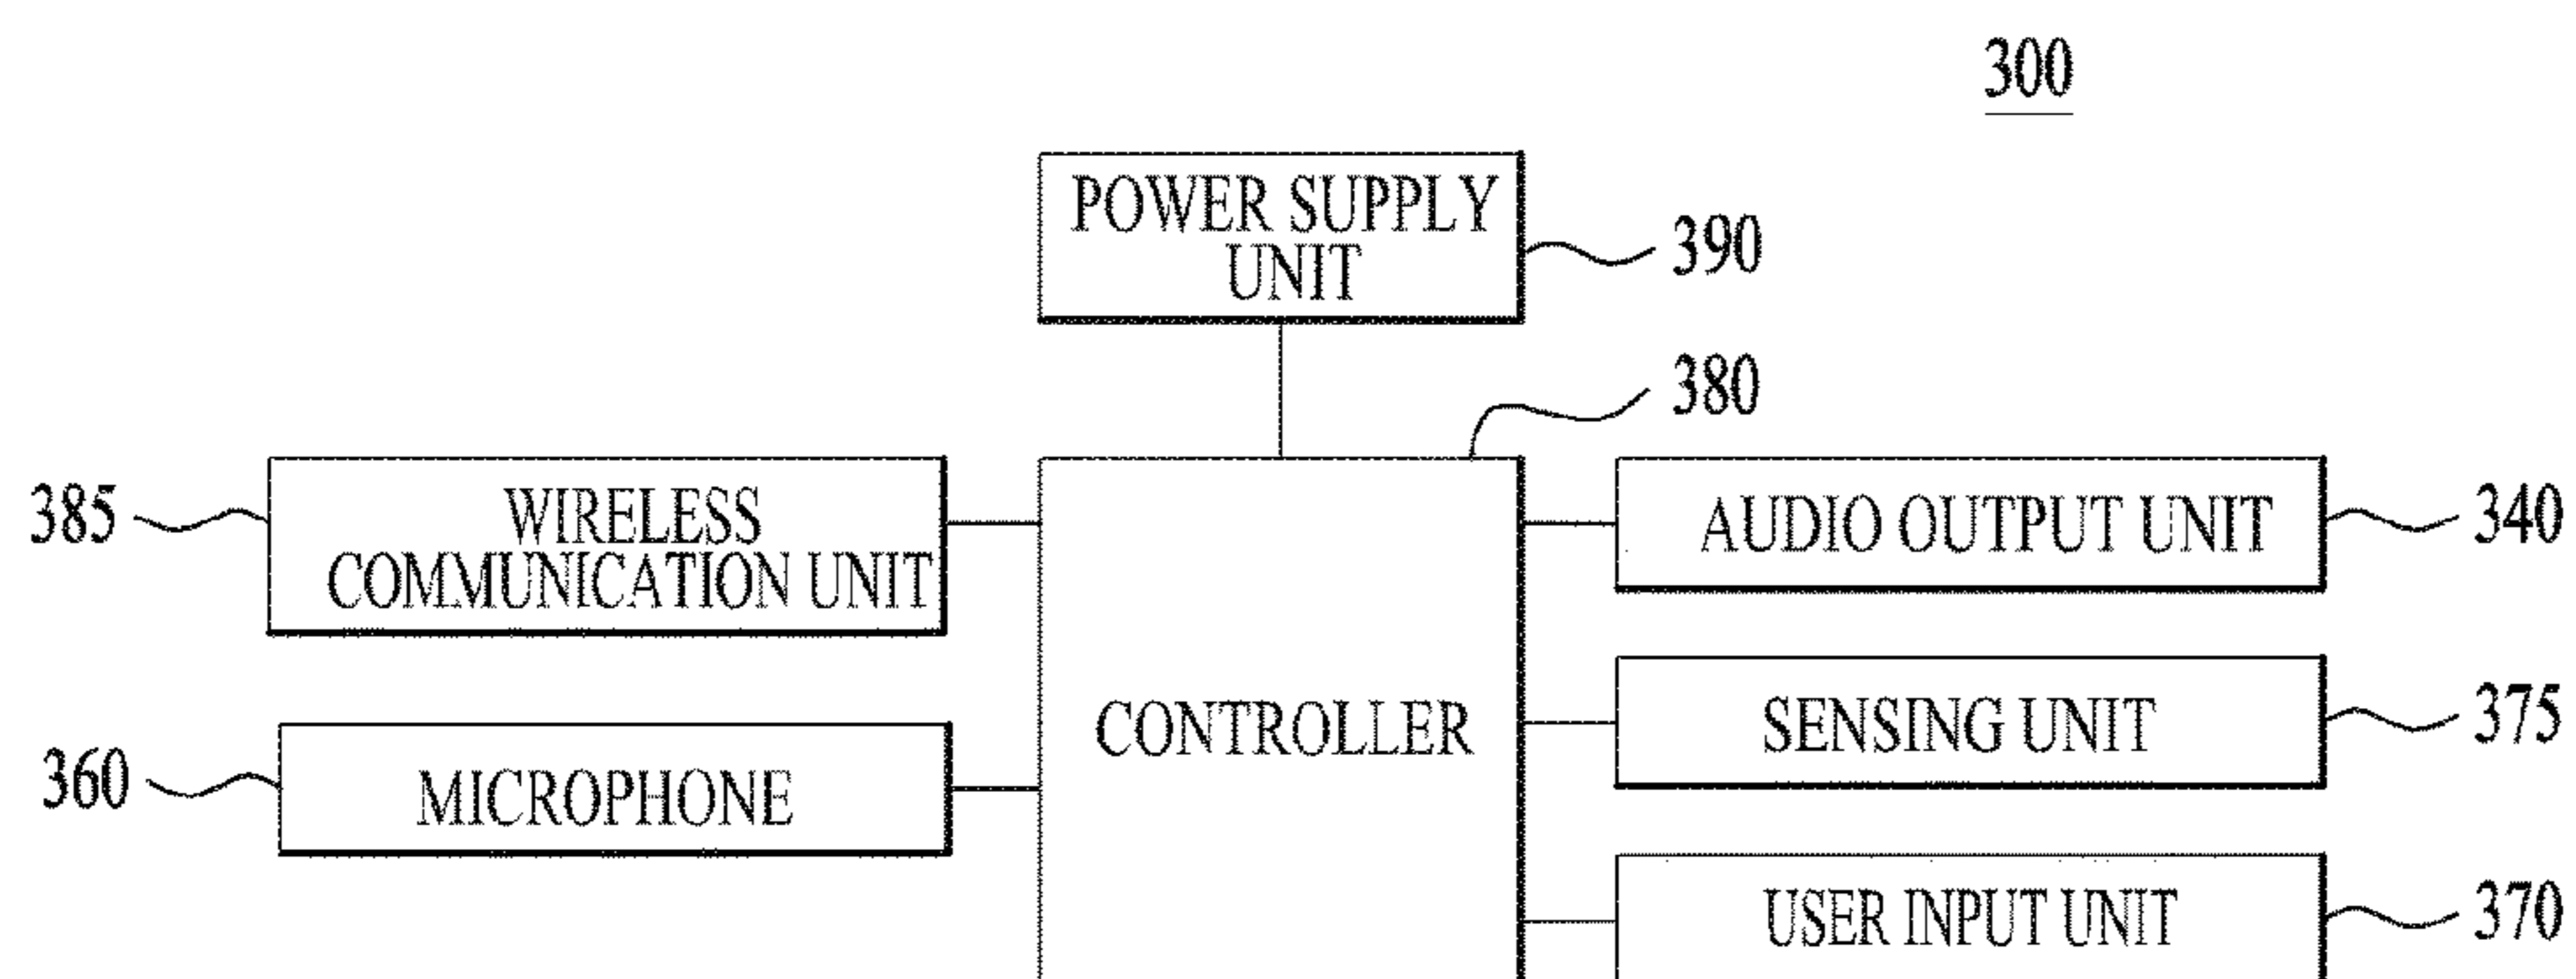 300
POWER SUPPLY
UNIT
390
380
385
WIRELESS
COMMUNICATION UNIT
AUDIO OUTPUT UNIT
340
CONTROLLER
SENSING UNIT
375
360
MICROPHONE
USER INPUT UNIT
370